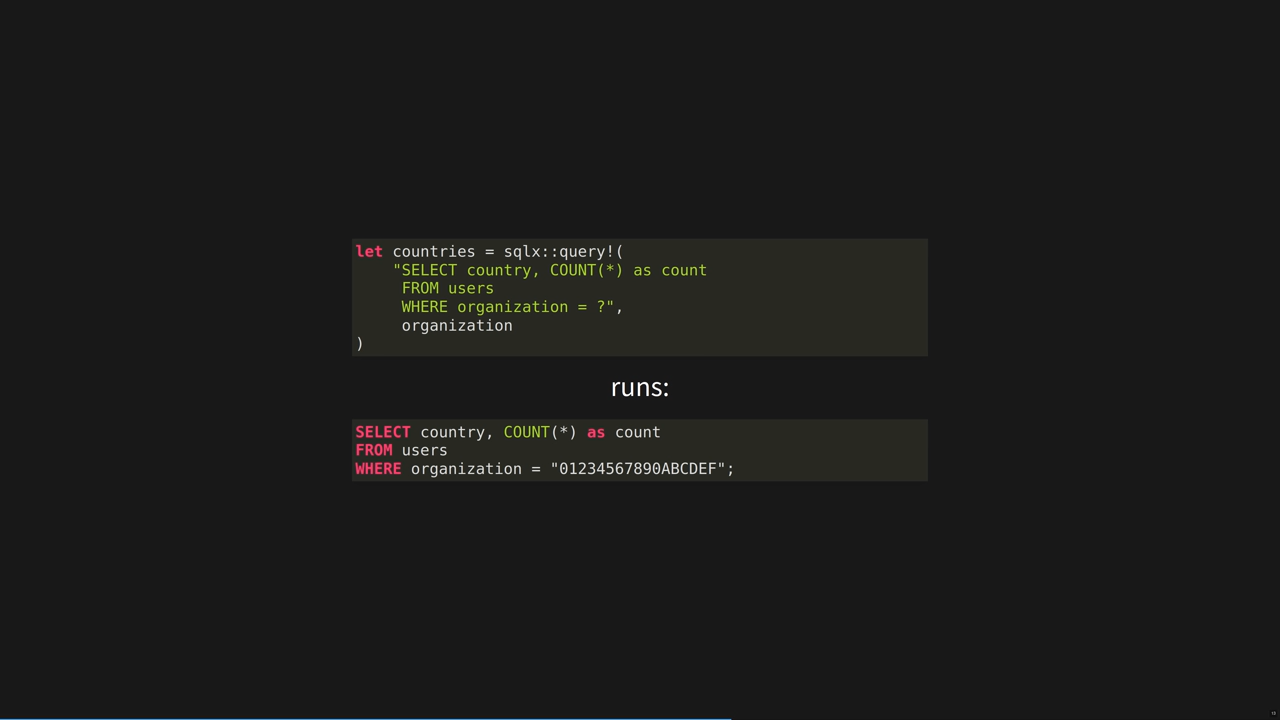 let countries = sqlx::query!(
    "SELECT country, COUNT(*) as count
     FROM users
     WHERE organization = ?",
     organization
)
runs:
SELECT country, COUNT(*) as count
FROM users
WHERE organization = "01234567890ABCDEF";